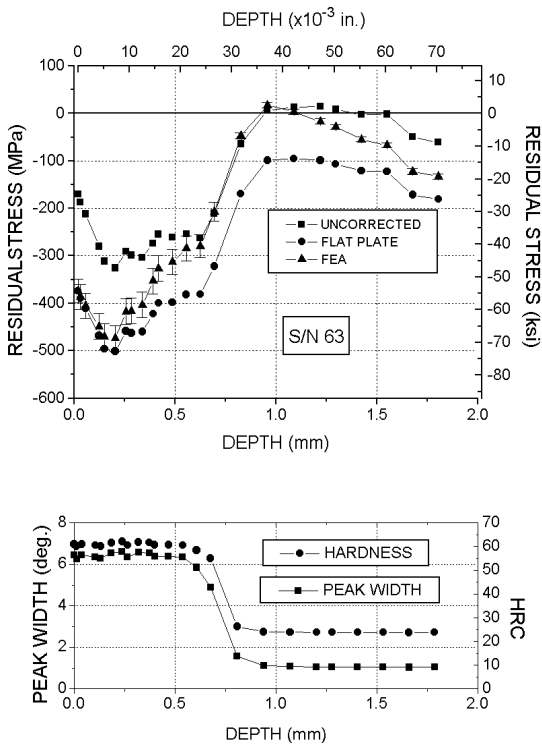 DEPTH (x10-3 in.)
0 10 20 30 40 50 60 70
100
0
-100
-200
-300
-400
-500
-600
RESIDUALSTRESS (MPa)
10
0
-10
-20
-30
-40
-50
-60
-70
-80
RESIDUAL STRESS (ksi)
UNCORRECTED
FLAT PLATE
FEA
S/N 63
0.0 0.5 1.0 1.5 2.0
DEPTH (mm)
8
6
4
2
0
PEAK WIDTH (deg.)
70
60
50
40
30
20
10
0
HRC
HARDNESS
PEAK WIDTH
0.0 0.5 1.0 1.5 2.0
DEPTH (mm)